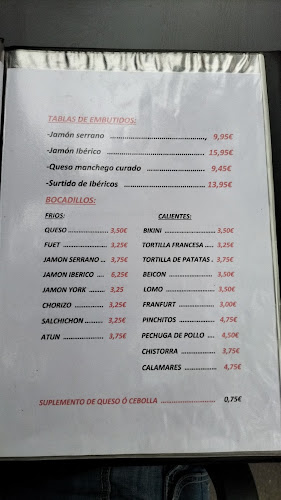 TABLAS DE EMBUTIDOS:
-Jamón serrano ................................, 9,95€
-Jamón Ibérico ................................. 15,95€
-Queso manchego curado ................... 9,45€
-Surtido de Ibéricos .......................... 13,95€
BOCADILLOS:
FRIOS:
QUESO ...................... 3,50€
FUET ......................... 3,25€
JAMON SERRANO ... 3,75€
JAMON IBERICO .... 6,25€
JAMON YORK ....... 3,25
CHORIZO ............. 3,25€
SALCHICHON ......... 3,25€
ATUN .................... 3,75€
CALIENTES:
BIKINI ............................ 3,50€
TORTILLA FRANCESA ..... 3,25€
TORTILLA DE PATATAS . 3,75€
BEICON ........................ 3,50€
LOMO .......................... 3,50€
FRANFURT .................... 3,00€
PINCHITOS ................... 4,75€
PECHUGA DE POLLO .... 4,50€
CHISTORRA .................. 3,75€
CALAMARES ................ 4,75€
SUPLEMENTO DE QUESO Ó CEBOLLA ...................... 0,75€